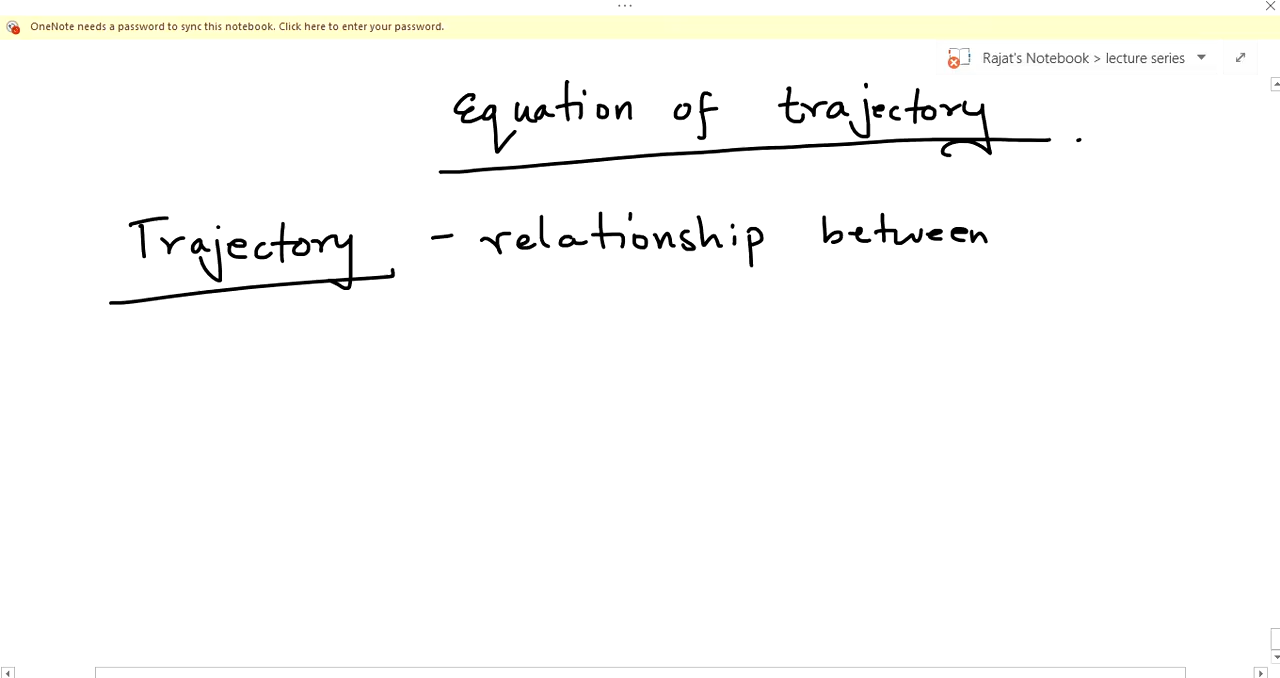 ...
OneNote needs a password to sync this notebook. Click here to enter your password.
Rajat's Notebook > lecture series
Equation of trajectory .
Trajectory - relationship between